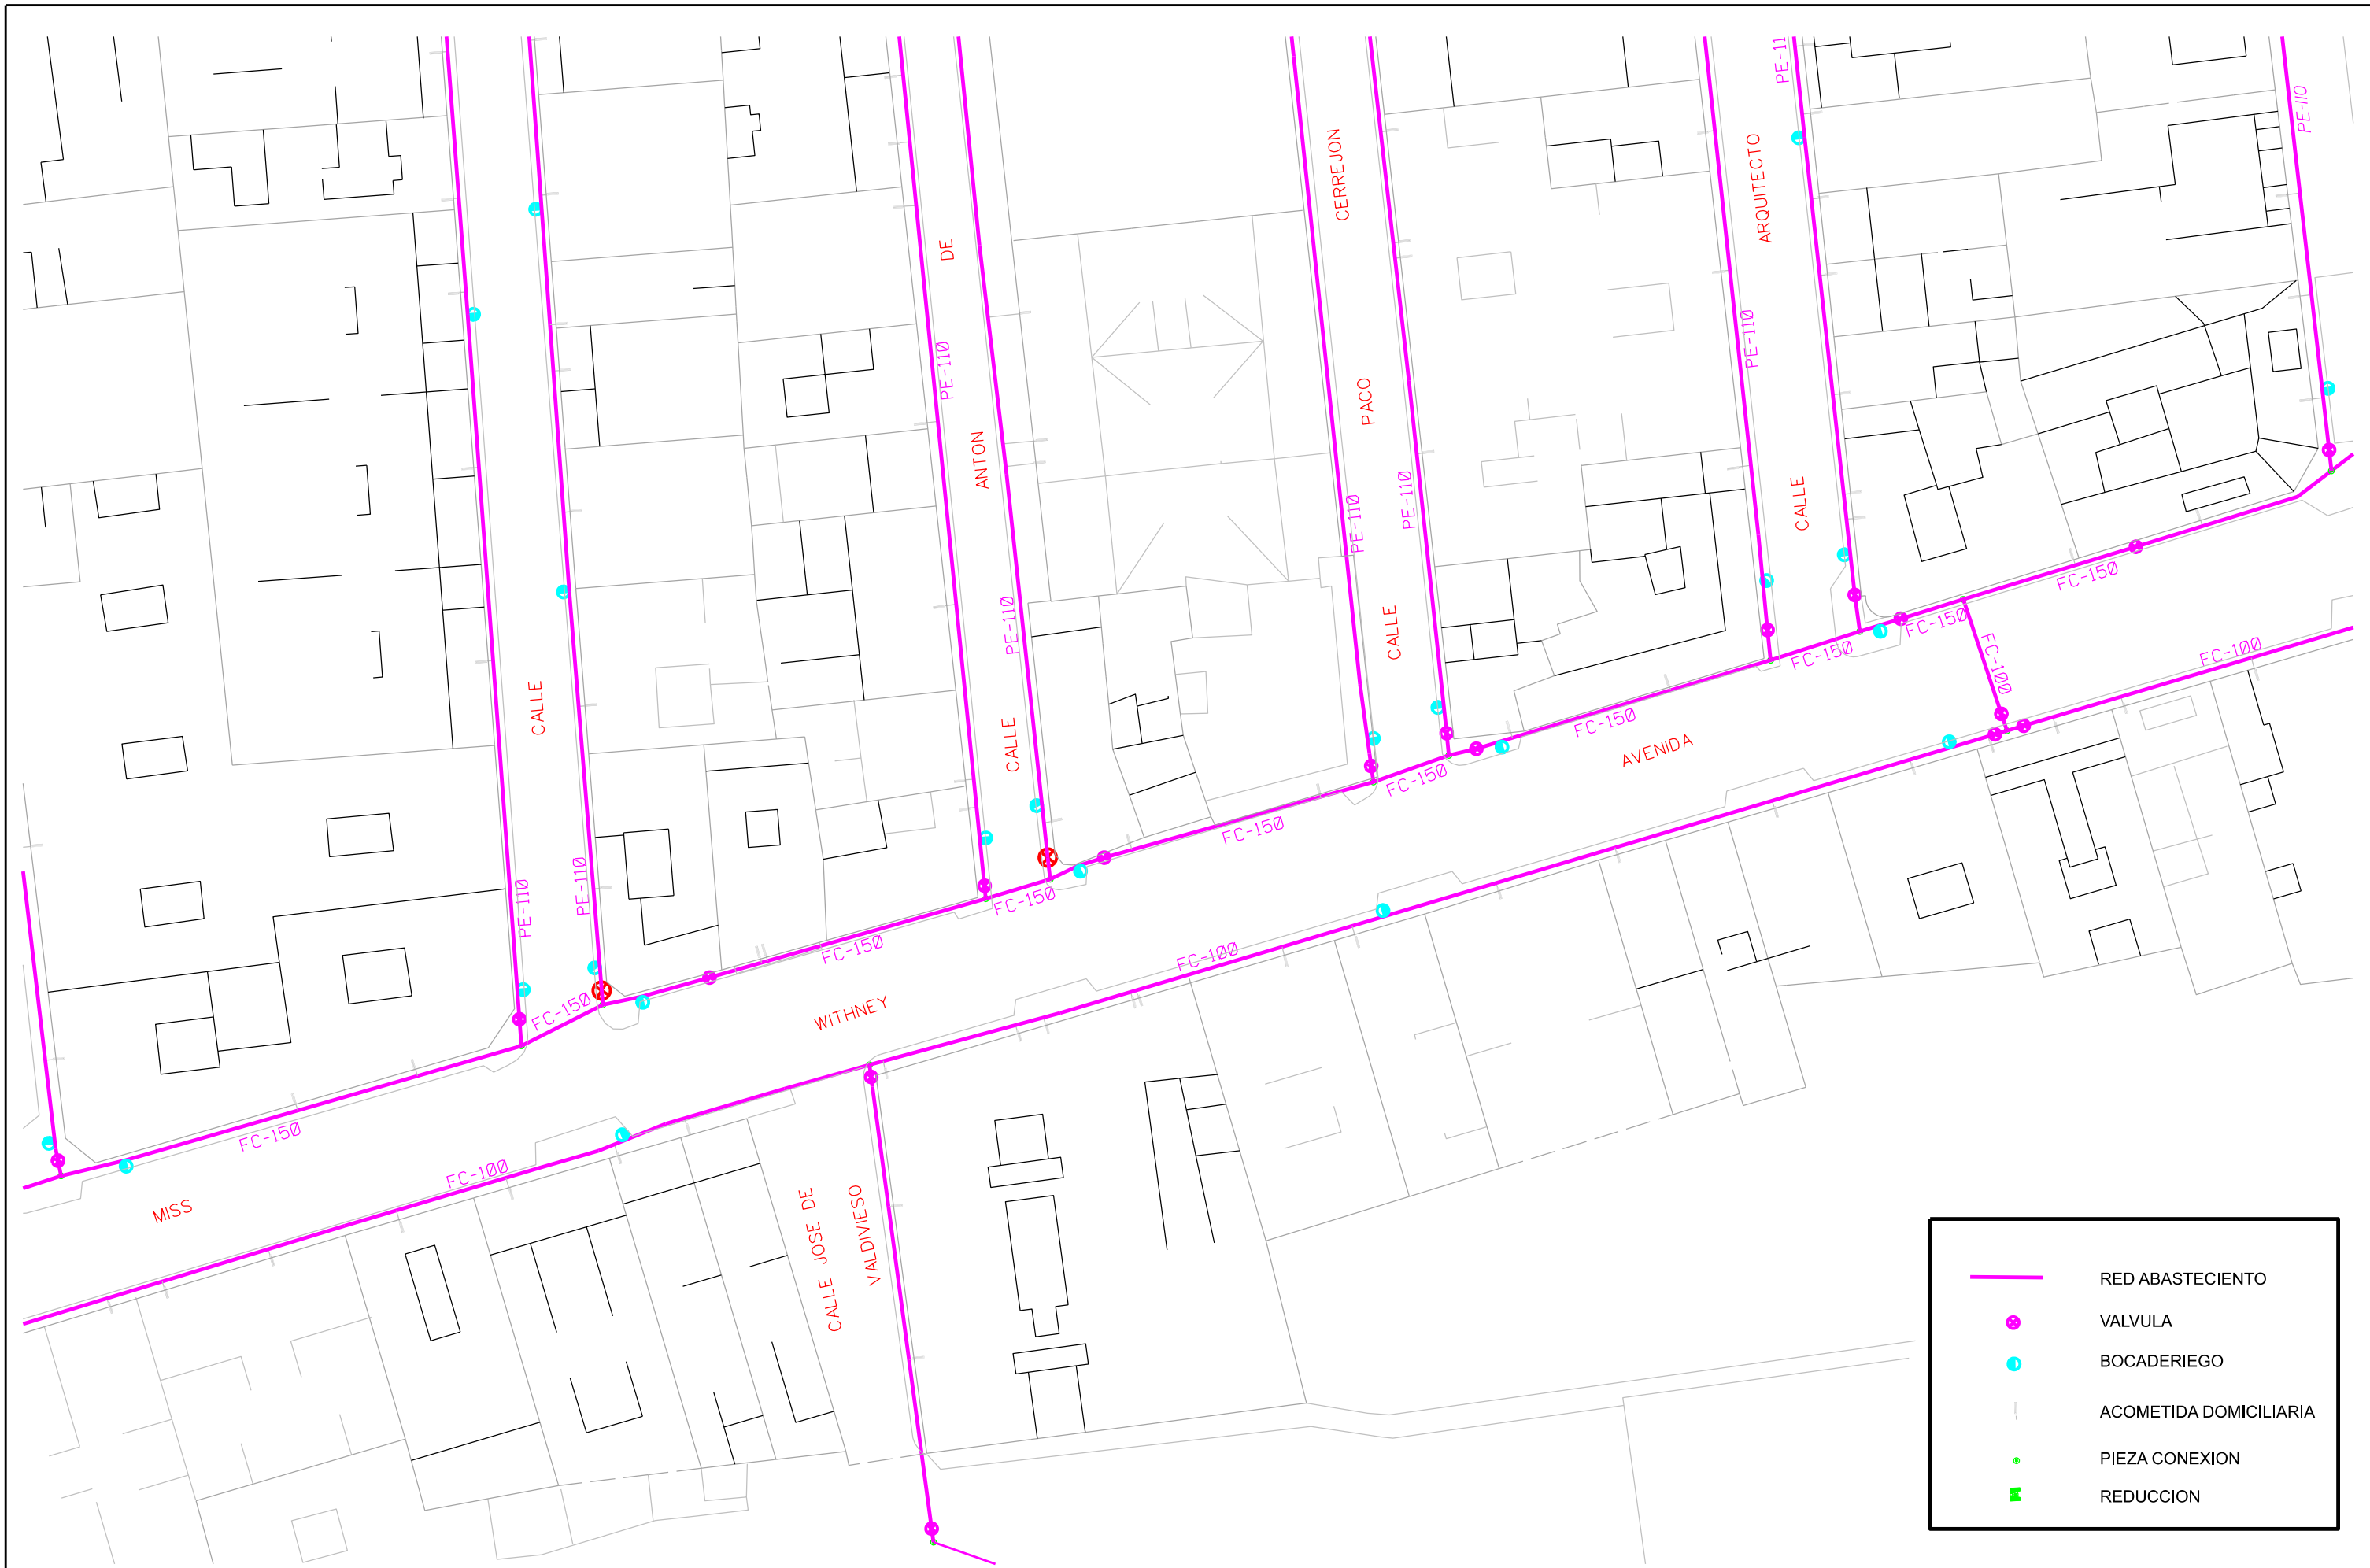 PE-11
PE-110
CERREJON
ARQUITECTO
DE
PE-110
PE-110
PACO
ANTON
PE-110
PE-110
CALLE
FC-150
PE-110
CALLE
FC-150
FC-150
FC-100
FC-100
CALLE
CALLE
FC-150
AVENIDA
FC-150
FC-150
PE-110
PE-110
FC-150
FC-150
FC-100
FC-150
WITHNEY
FC-150
FC-100
MISS
CALLE JOSE DE
VALDIVIESO
RED ABASTECIENTO
VALVULA
BOCADERIEGO
ACOMETIDA DOMICILIARIA
PIEZA CONEXION
REDUCCION